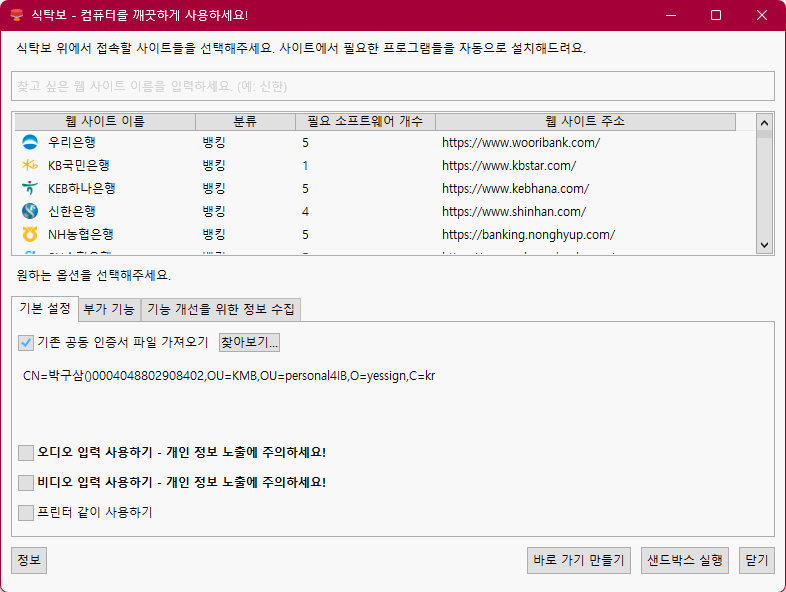 식탁보 - 컴퓨터를 깨끗하게 사용하세요!
식탁보 위에서 접속할 사이트들을 선택해주세요. 사이트에서 필요한 프로그램들을 자동으로 설치해드려요.
찾고 싶은 웹 사이트 이름을 입력하세요. (예: 신한)
웹 사이트 이름 분류 필요 소프트웨어 개수 웹 사이트 주소
우리은행 뱅킹 5 https://www.wooribank.com/
KB국민은행 뱅킹 1 https://www.kbstar.com/
KEB하나은행 뱅킹 5 https://www.kebhana.com/
신한은행 뱅킹 4 https://www.shinhan.com/
NH농협은행 뱅킹 5 https://banking.nonghyup.com/
원하는 옵션을 선택해주세요.
기본 설정 부가 기능 기능 개선을 위한 정보 수집
기존 공동 인증서 파일 가져오기 찾아보기...
CN=박구삼()0004048802908402,OU=KMB,OU=personal4IB,O=yessign,C=kr
오디오 입력 사용하기 - 개인 정보 노출에 주의하세요!
비디오 입력 사용하기 - 개인 정보 노출에 주의하세요!
프린터 같이 사용하기
정보 바로 가기 만들기 샌드박스 실행 닫기